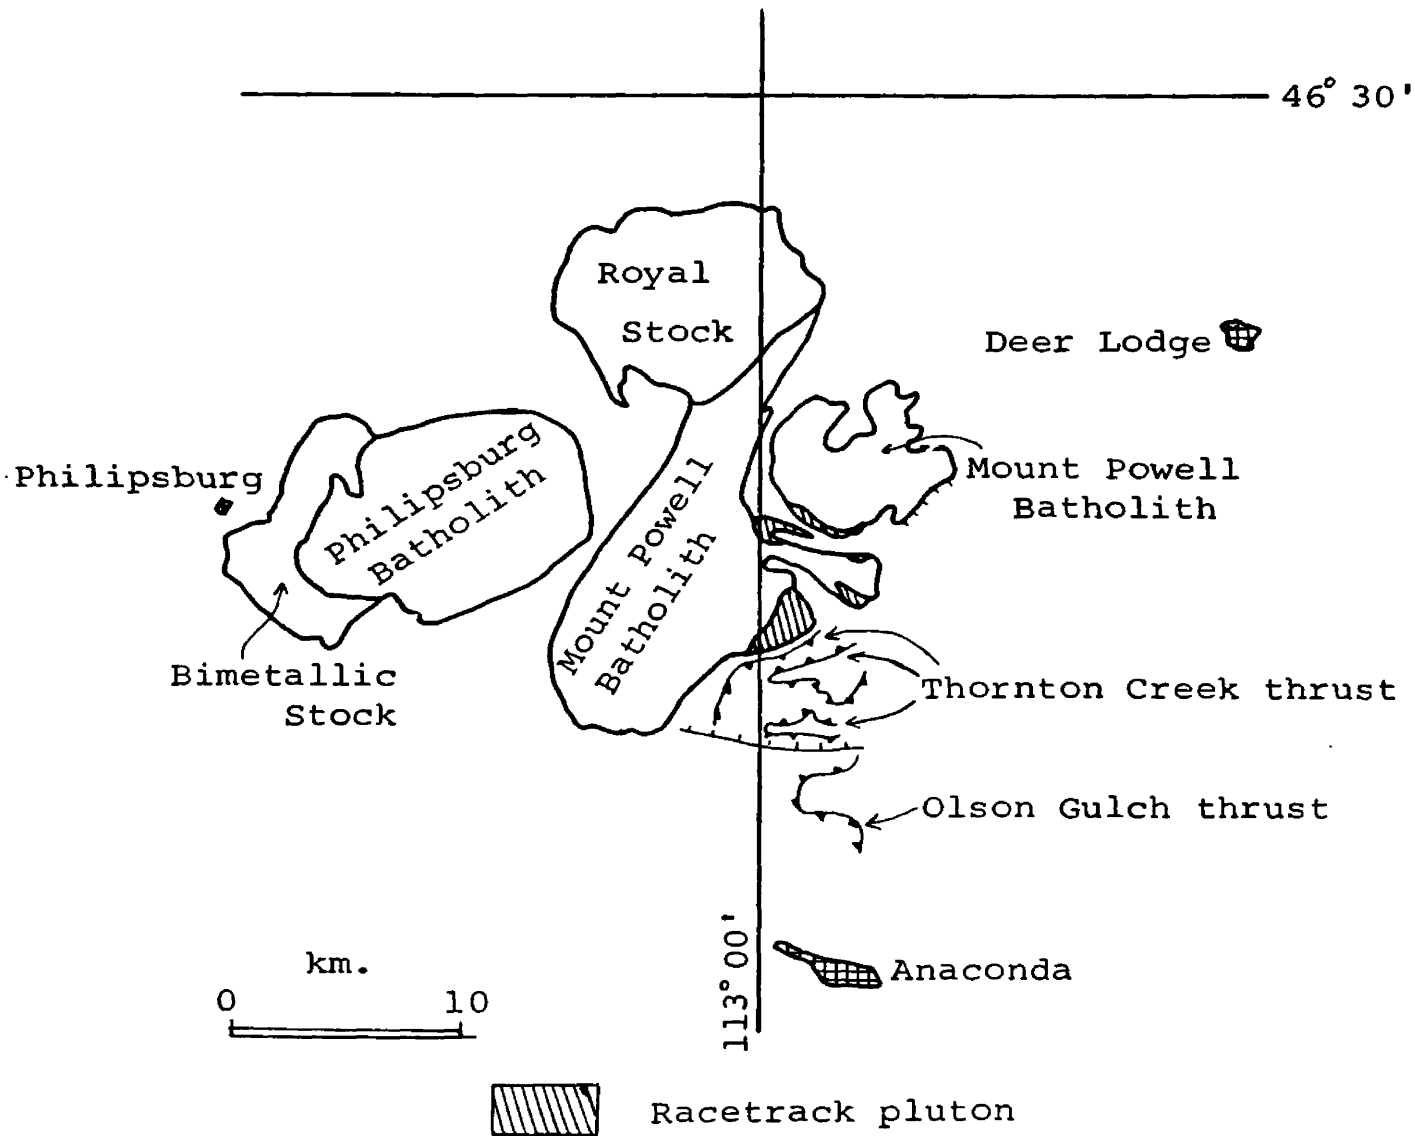 46° 30'
Royal
Stock
Deer Lodge
Philipsburg
Philipsburg
Batholith
Mount Powell
Batholith
Mount Powell
Batholith
Bimetallic
Stock
Thornton Creek thrust
Olson Gulch thrust
113° 00'
Anaconda
km.
0 10
Racetrack pluton